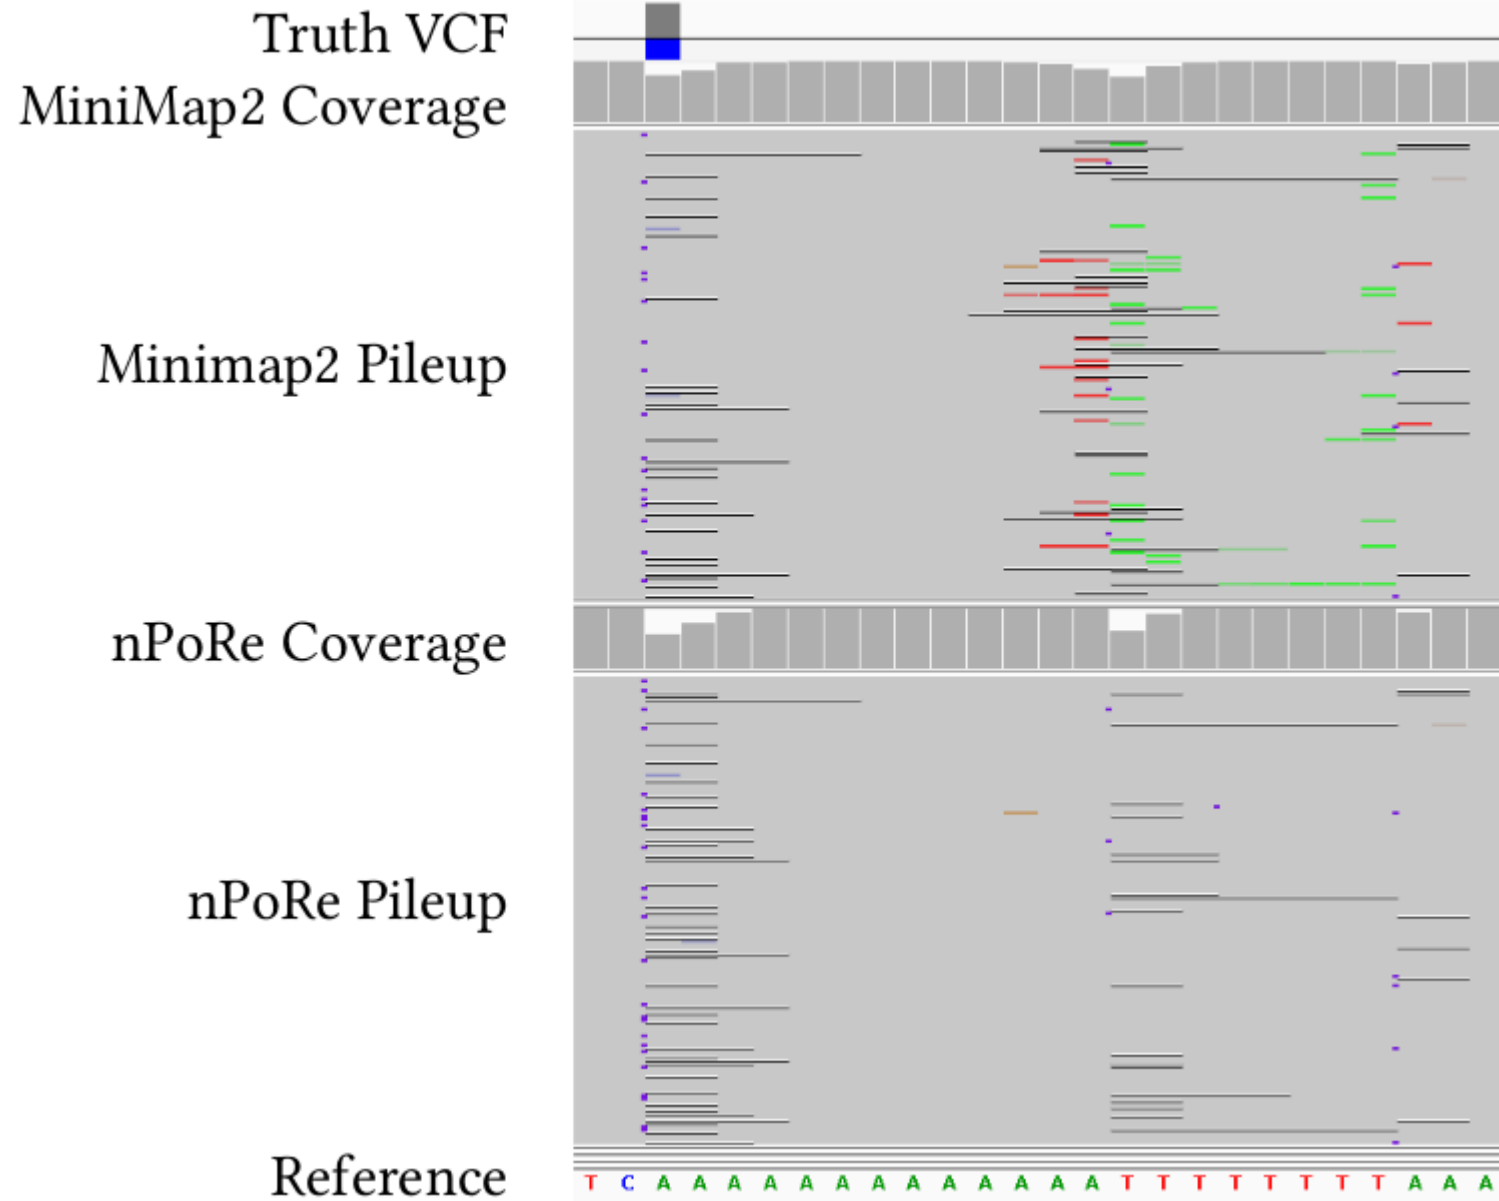 Truth VCF
MiniMap2 Coverage
Minimap2 Pileup
nPoRe Coverage
nPoRe Pileup
Reference T C A A A A A A A A A A A A A T T T T T T T T A A A